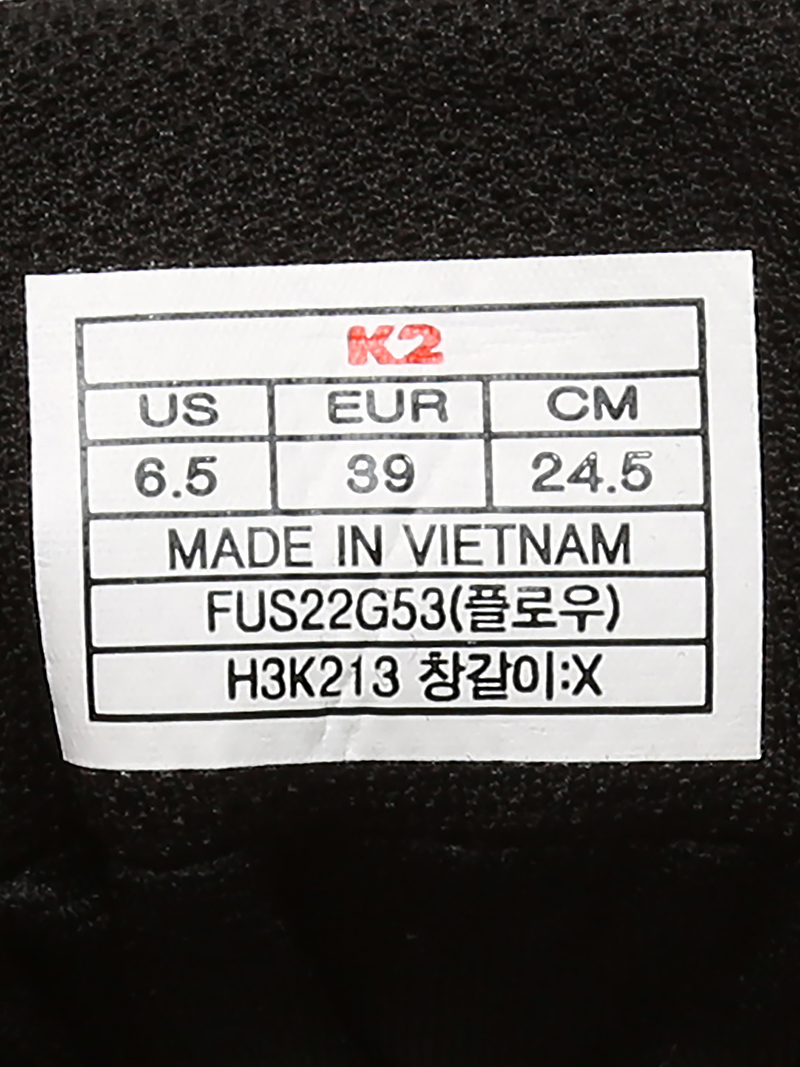 K2
US EUR CM
6.5 39 24.5
MADE IN VIETNAM
FUS22G53(플로우)
H3K213 창갈이:X